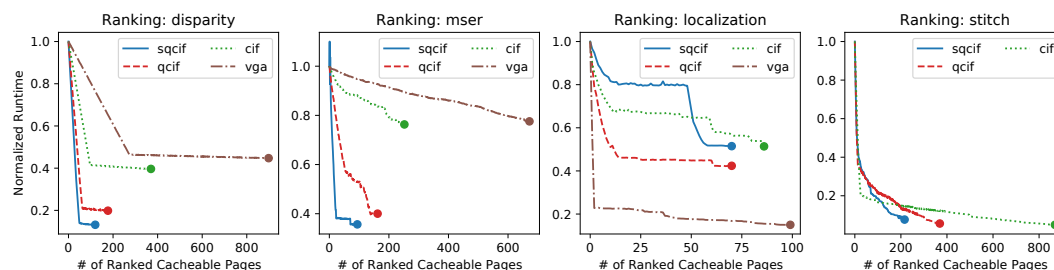 Ranking: disparity
Normalized Runtime
1.0
0.8
0.6
0.4
0.2
0 200 400 600 800
# of Ranked Cacheable Pages
sqcif cif
qcif vga
Ranking: mser
1.0
0.8
0.6
0.4
0 200 400 600
# of Ranked Cacheable Pages
sqcif cif
qcif vga
Ranking: localization
1.0
0.8
0.6
0.4
0.2
0 25 50 75 100
# of Ranked Cacheable Pages
sqcif cif
qcif vga
Ranking: stitch
1.0
0.8
0.6
0.4
0.2
0 200 400 600 800
# of Ranked Cacheable Pages
sqcif cif
qcif